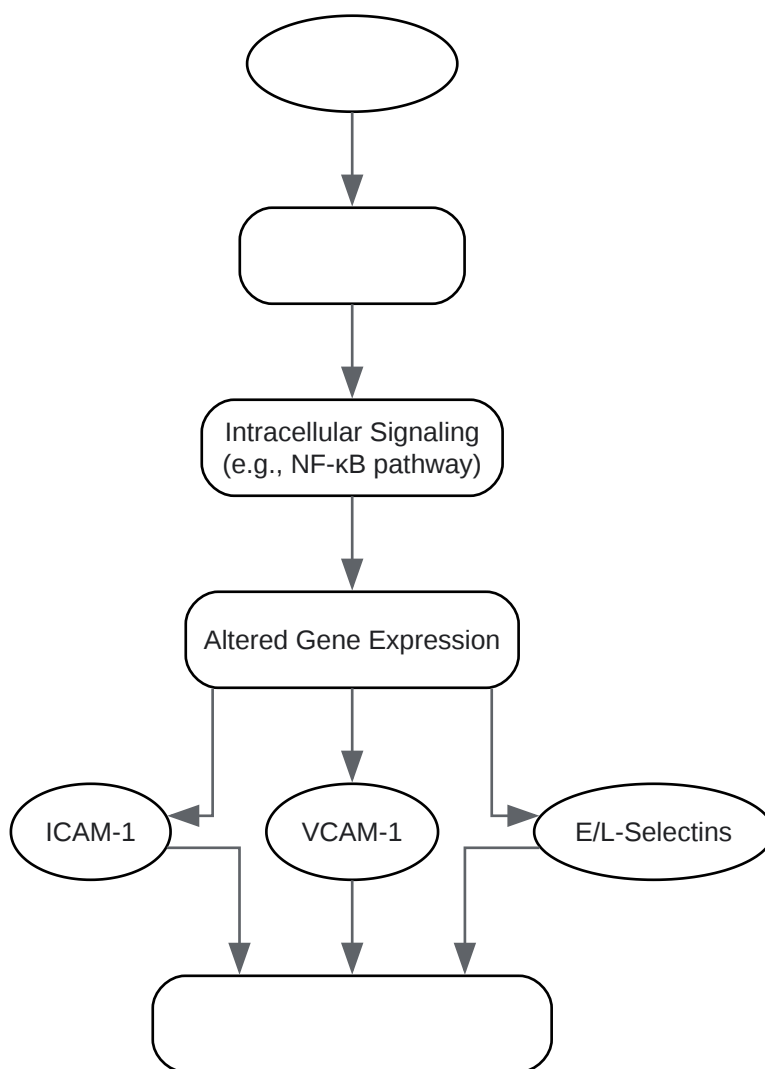 Intracellular Signaling
(e.g., NF-κB pathway)
Altered Gene Expression
ICAM-1
VCAM-1
E/L-Selectins